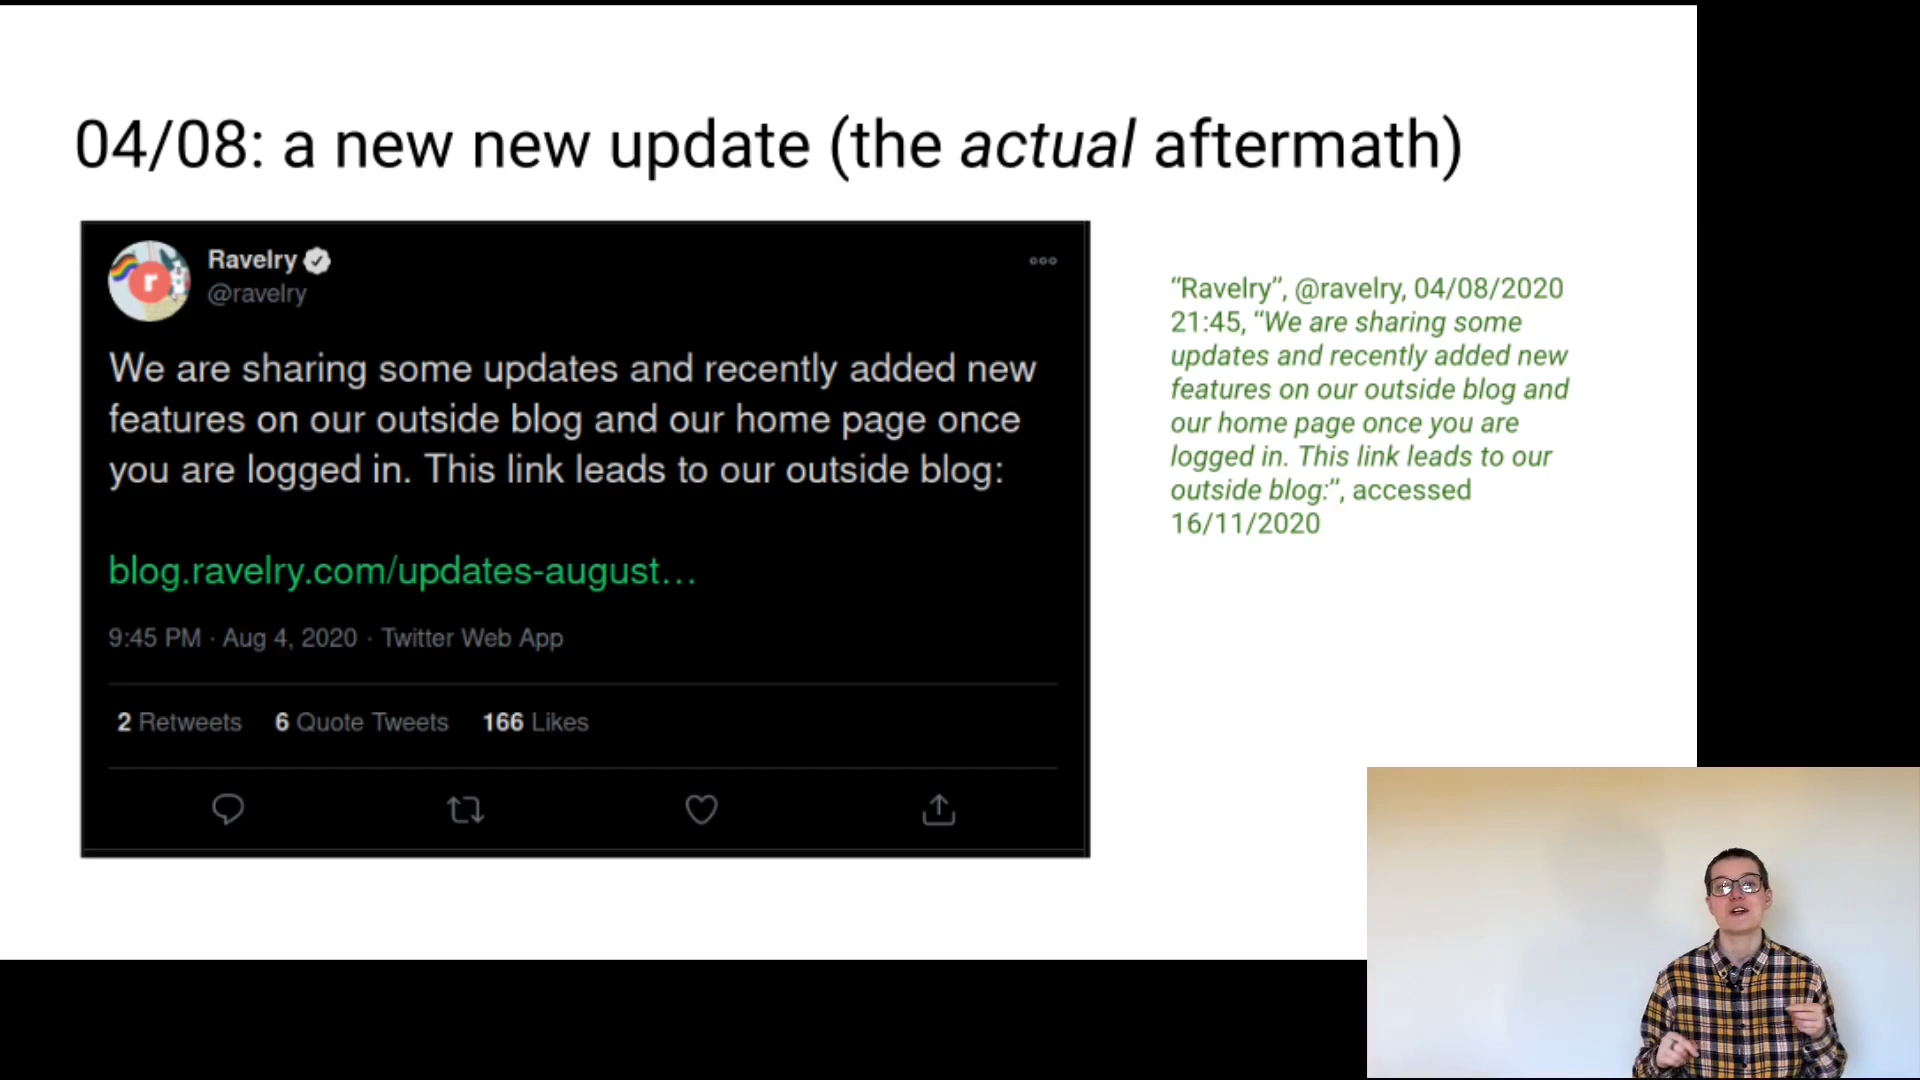 04/08: a new new update (the actual aftermath)
r
Ravelry
@ravelry
We are sharing some updates and recently added new
features on our outside blog and our home page once
you are logged in. This link leads to our outside blog:
blog.ravelry.com/updates-august…
9:45 PM · Aug 4, 2020 · Twitter Web App
2 Retweets 6 Quote Tweets 166 Likes
“Ravelry”, @ravelry, 04/08/2020
21:45, “We are sharing some
updates and recently added new
features on our outside blog and
our home page once you are
logged in. This link leads to our
outside blog:”, accessed
16/11/2020